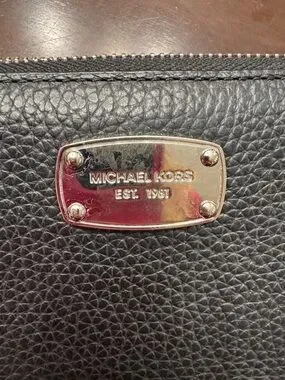 MICHAEL KORS
EST. 1981